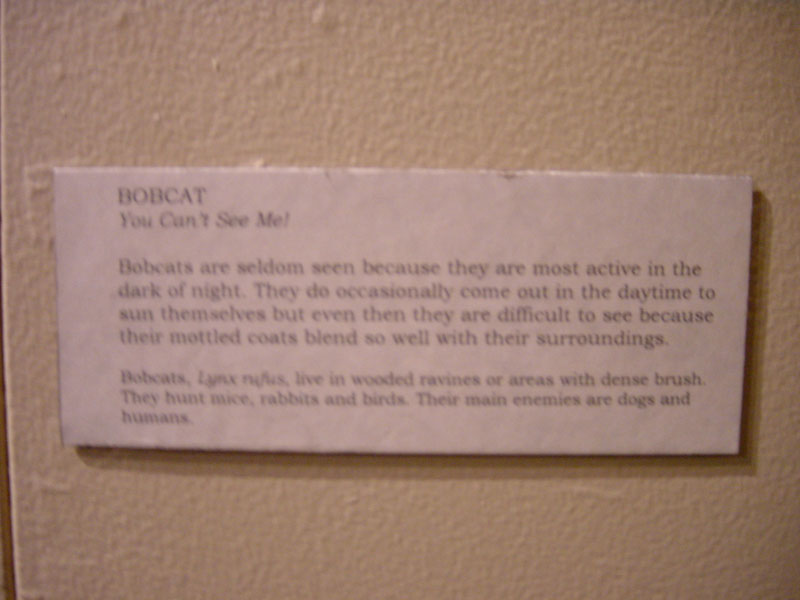 BOBCAT
You Can't See Me!
Bobcats are seldom seen because they are most active in the
dark of night. They do occasionally come out in the daytime to
sun themselves but even then they are difficult to see because
their mottled coats blend so well with their surroundings.
Bobcats, Lynx rufus, live in wooded ravines or areas with dense brush.
They hunt mice, rabbits and birds. Their main enemies are dogs and
humans.